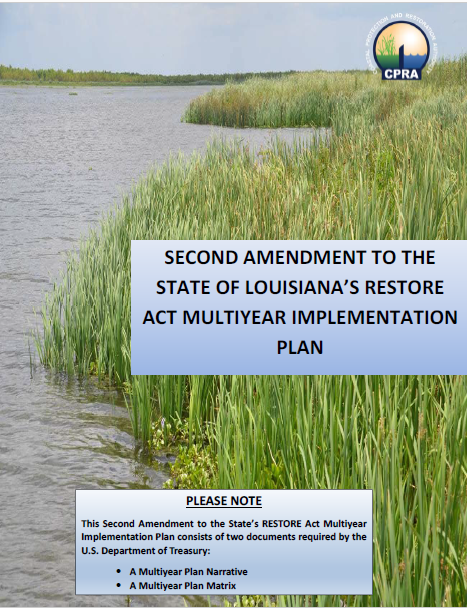 COASTAL PROTECTION AND RESTORATION AUTHORITY
CPRA
SECOND AMENDMENT TO THE
STATE OF LOUISIANA’S RESTORE
ACT MULTIYEAR IMPLEMENTATION
PLAN
PLEASE NOTE
This Second Amendment to the State’s RESTORE Act Multiyear
Implementation Plan consists of two documents required by the
U.S. Department of Treasury:
• A Multiyear Plan Narrative
• A Multiyear Plan Matrix